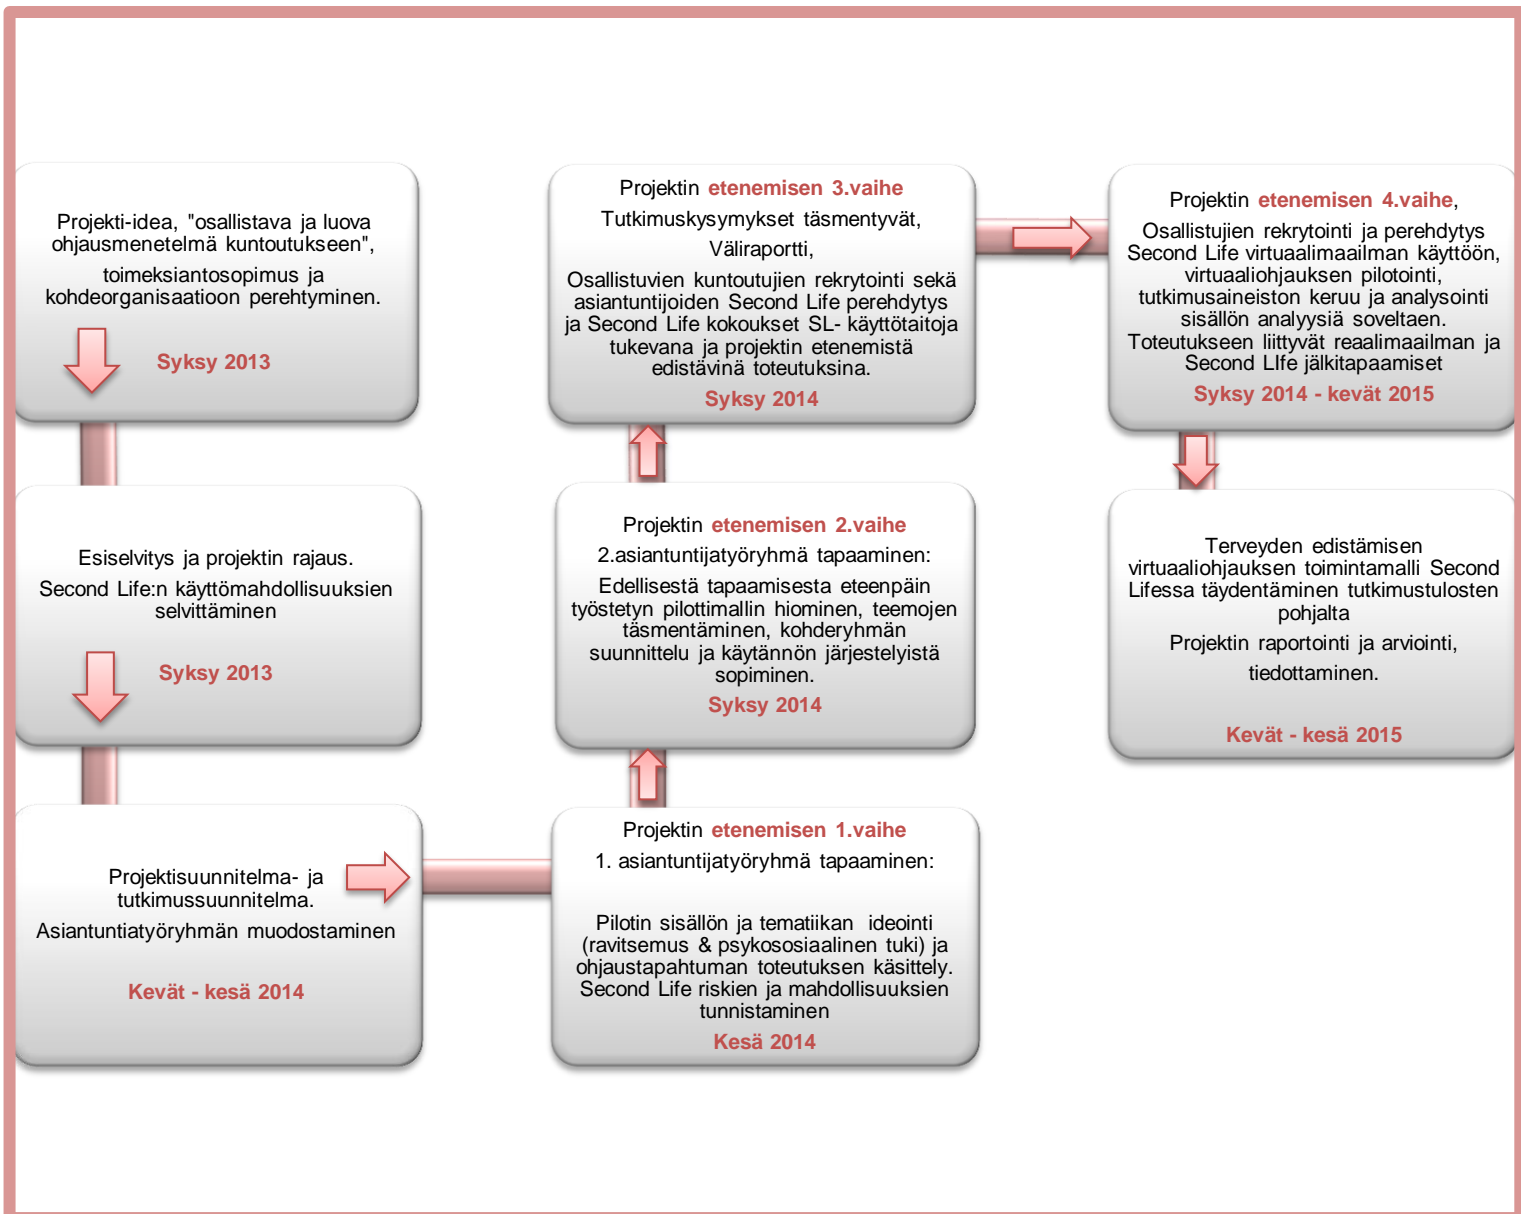 Projekti-idea, "osallistava ja luova
ohjausmenetelmä kuntoutukseen",
toimeksiantosopimus ja
kohdeorganisaatioon perehtyminen.
Syksy 2013
Esiselvitys ja projektin rajaus.
Second Life:n käyttömahdollisuuksien
selvittäminen
Syksy 2013
Projektisuunnitelma- ja
tutkimussuunnitelma.
Asiantuntiatyöryhmän muodostaminen
Kevät - kesä 2014
Projektin etenemisen 1.vaihe
1. asiantuntijatyöryhmä tapaaminen:
Pilotin sisällön ja tematiikan ideointi
(ravitsemus & psykososiaalinen tuki) ja
ohjaustapahtuman toteutuksen käsittely.
Second Life riskien ja mahdollisuuksien
tunnistaminen
Kesä 2014
Projektin etenemisen 2.vaihe
2.asiantuntijatyöryhmä tapaaminen:
Edellisestä tapaamisesta eteenpäin
työstetyn pilottimallin hiominen, teemojen
täsmentäminen, kohderyhmän
suunnittelu ja käytännön järjestelyistä
sopiminen.
Syksy 2014
Projektin etenemisen 3.vaihe
Tutkimuskysymykset täsmentyvät,
Väliraportti,
Osallistuvien kuntoutujien rekrytointi sekä
asiantuntijoiden Second Life perehdytys
ja Second Life kokoukset SL- käyttötaitoja
tukevana ja projektin etenemistä
edistävinä toteutuksina.
Syksy 2014
Projektin etenemisen 4.vaihe,
Osallistujien rekrytointi ja perehdytys
Second Life virtuaalimaailman käyttöön,
virtuaaliohjauksen pilotointi,
tutkimusaineiston keruu ja analysointi
sisällön analyysiä soveltaen.
Toteutukseen liittyvät reaalimaailman ja
Second LIfe jälkitapaamiset
Syksy 2014 - kevät 2015
Terveyden edistämisen
virtuaaliohjauksen toimintamalli Second
Lifessa täydentäminen tutkimustulosten
pohjalta
Projektin raportointi ja arviointi,
tiedottaminen.
Kevät - kesä 2015